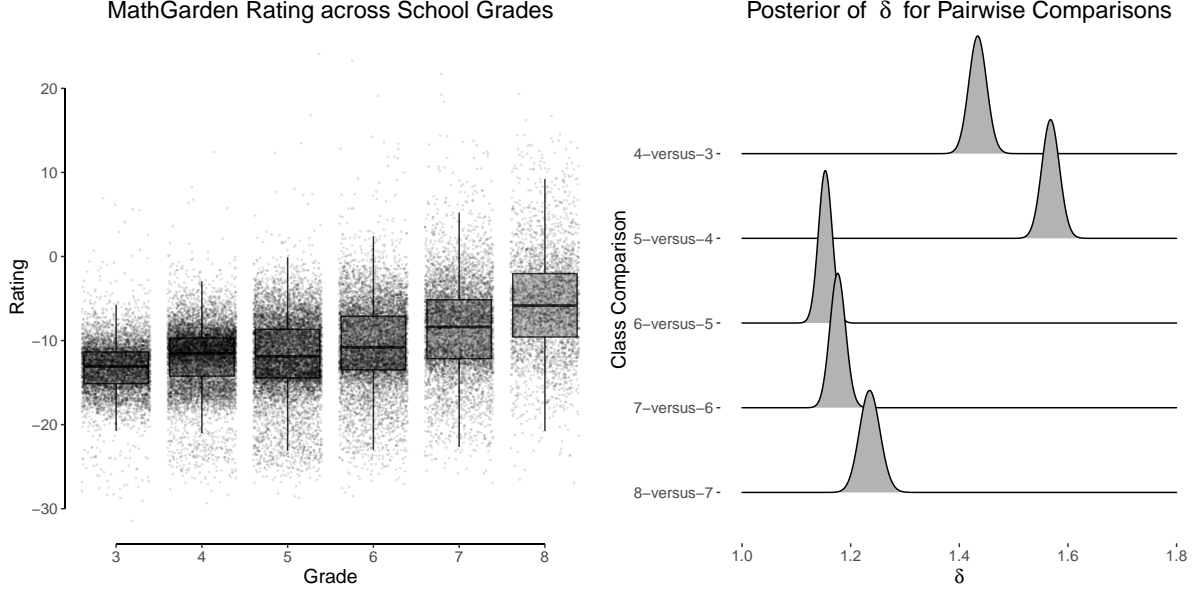 MathGarden Rating across School Grades
20
10
0
−10
−20
−30
Rating
3 4 5 6 7 8
Grade
Posterior of δ for Pairwise Comparisons
4−versus−3
5−versus−4
6−versus−5
7−versus−6
8−versus−7
Class Comparison
1.0 1.2 1.4 1.6 1.8
δ